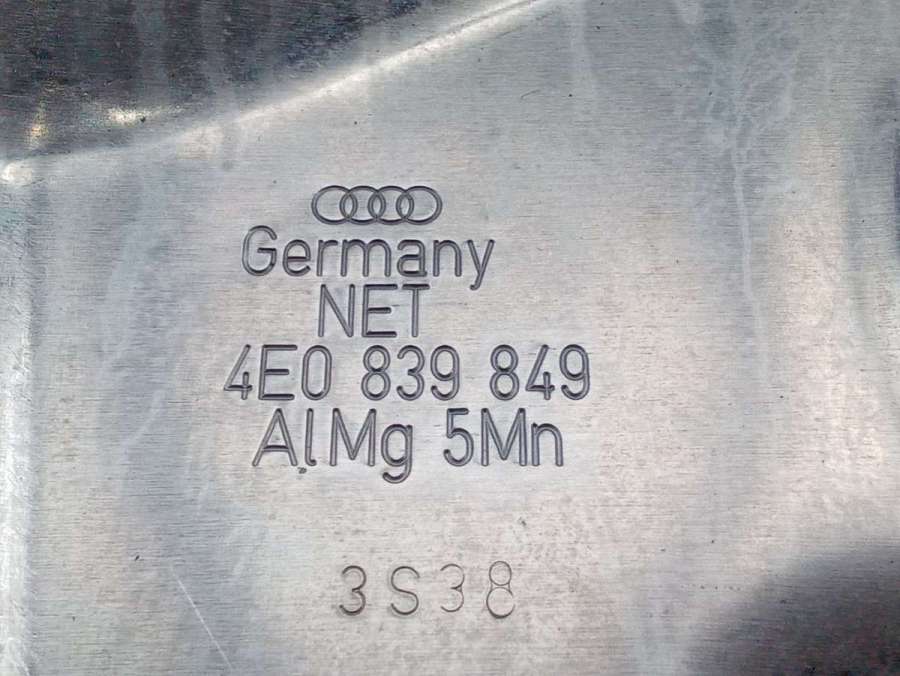 Germany
NET
4E0 839 849
AlMg 5Mn
3S38